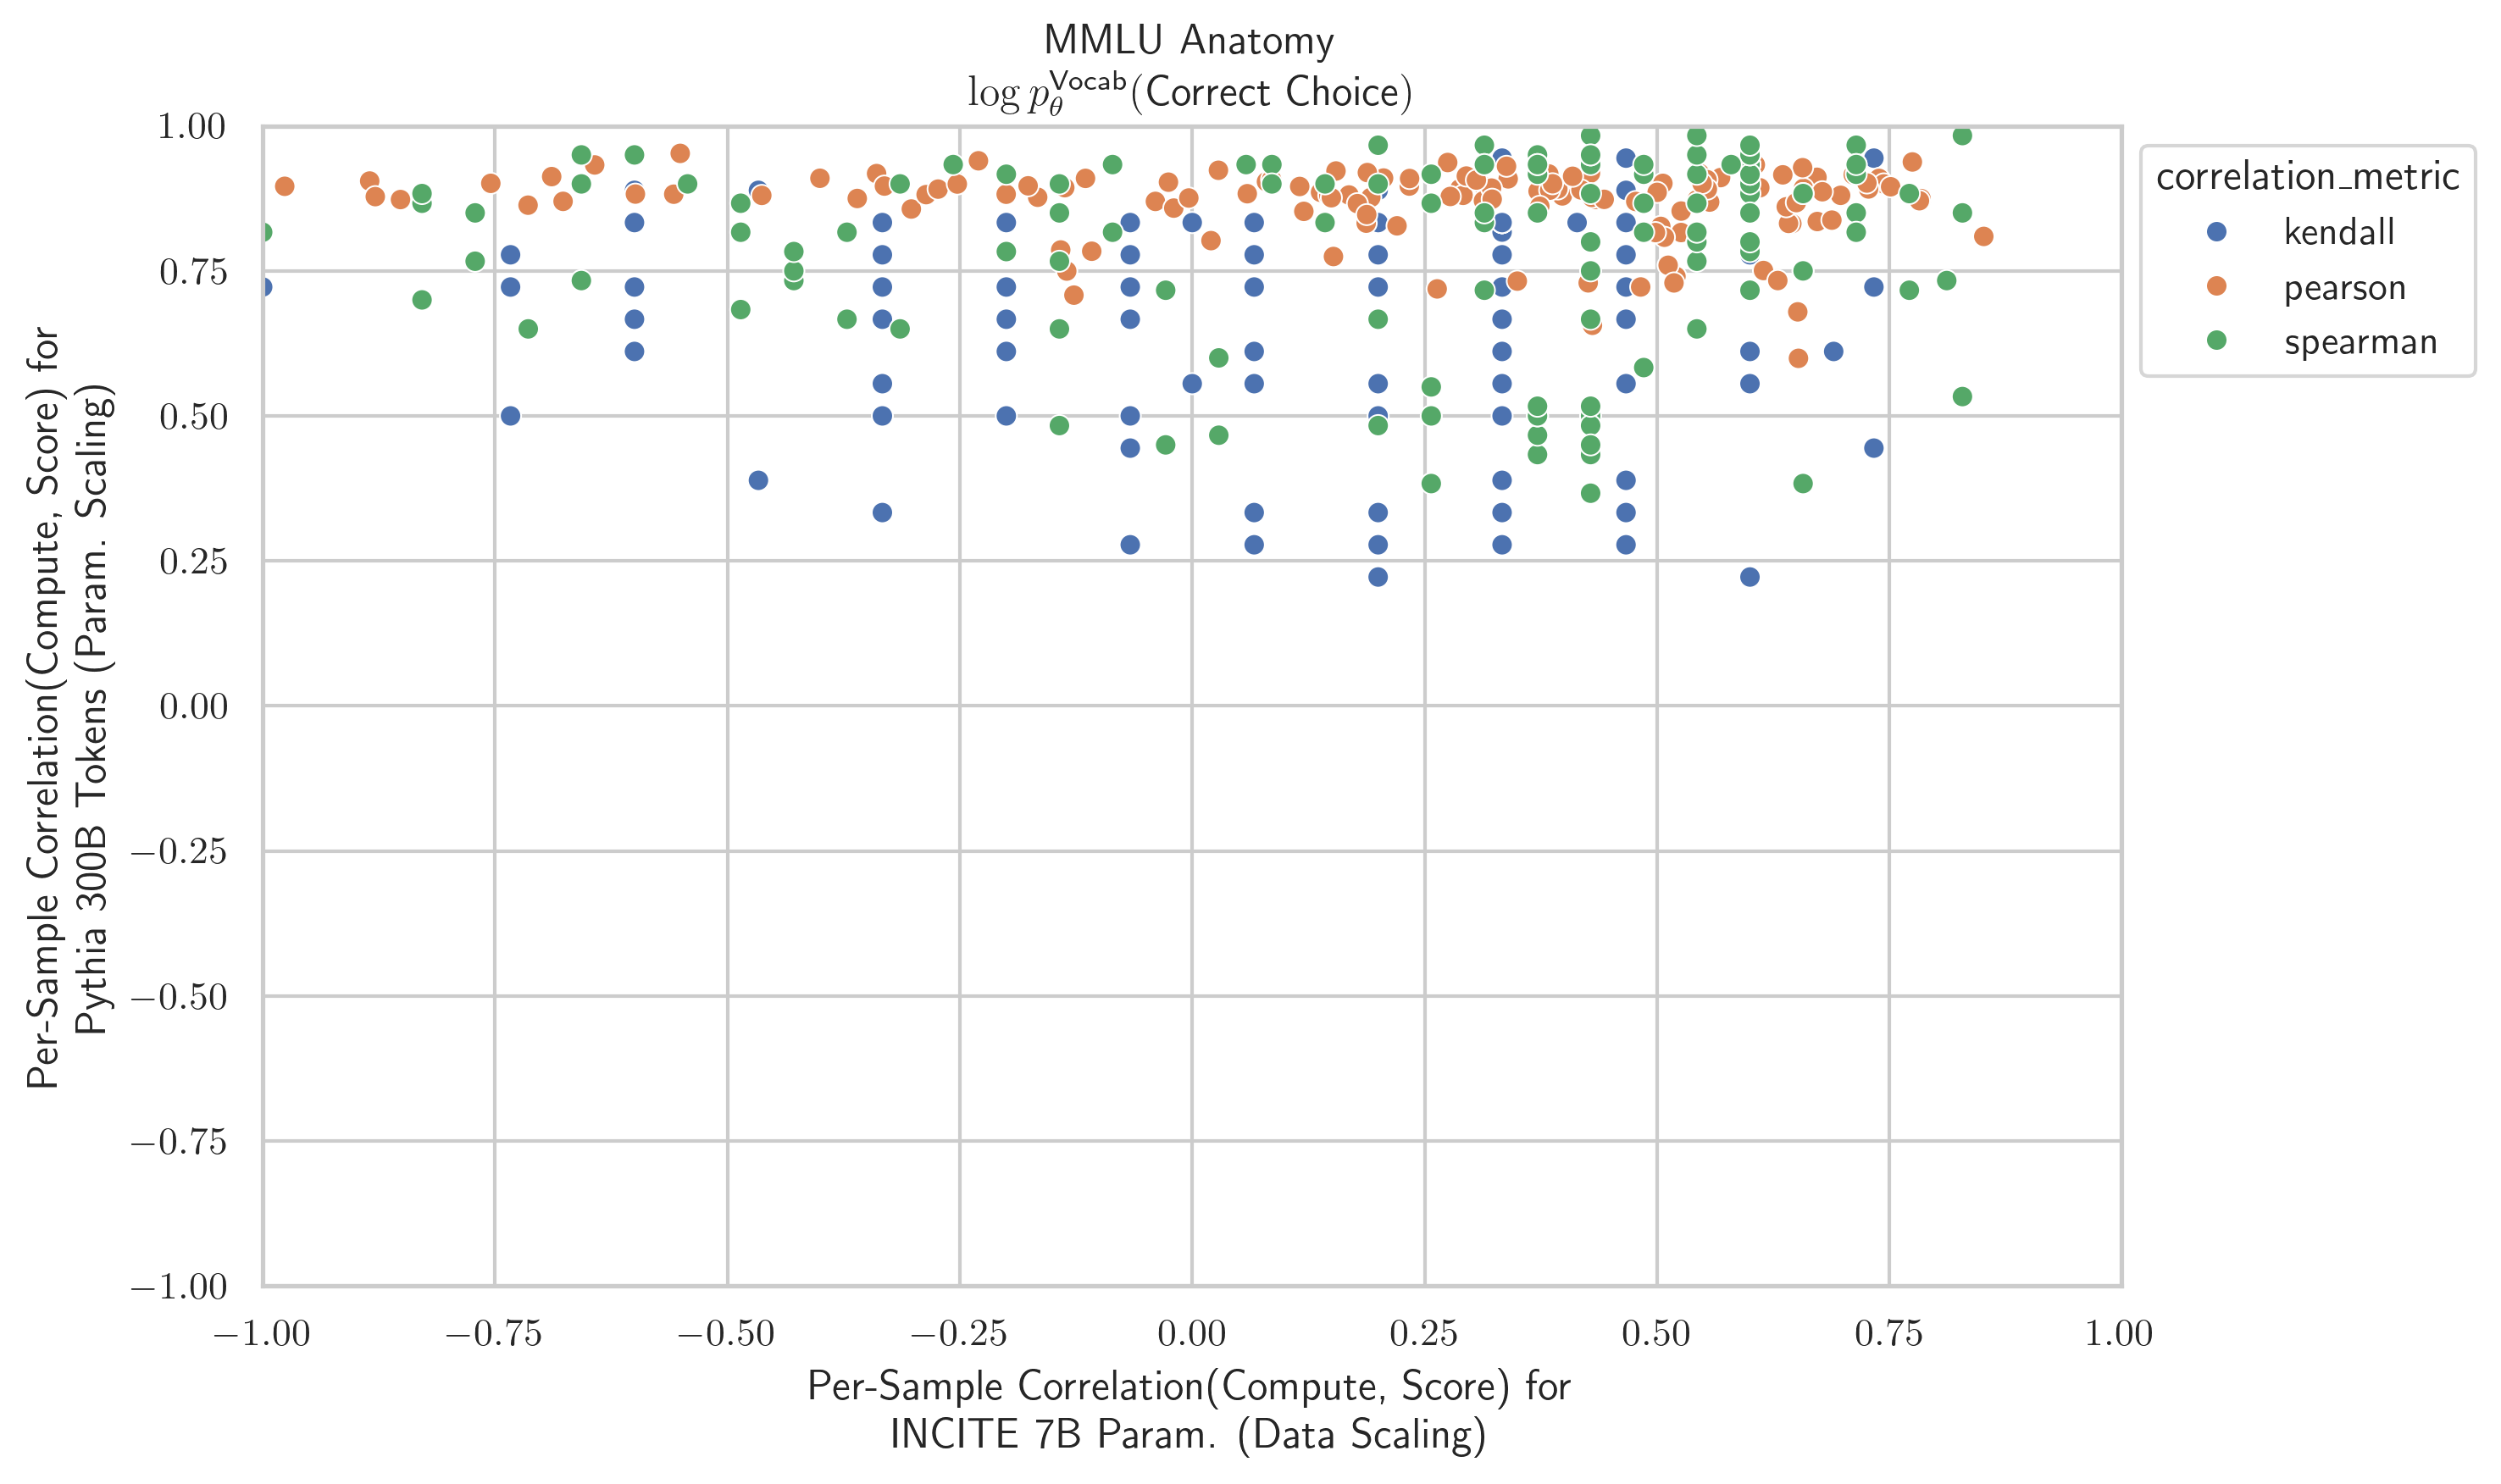 MMLU Anatomy
log p_θ^Vocab(Correct Choice)
Per-Sample Correlation(Compute, Score) for
Pythia 300B Tokens (Param. Scaling)
1.00
0.75
0.50
0.25
0.00
−0.25
−0.50
−0.75
−1.00
−1.00 −0.75 −0.50 −0.25 0.00 0.25 0.50 0.75 1.00
Per-Sample Correlation(Compute, Score) for
INCITE 7B Param. (Data Scaling)
correlation_metric
kendall
pearson
spearman